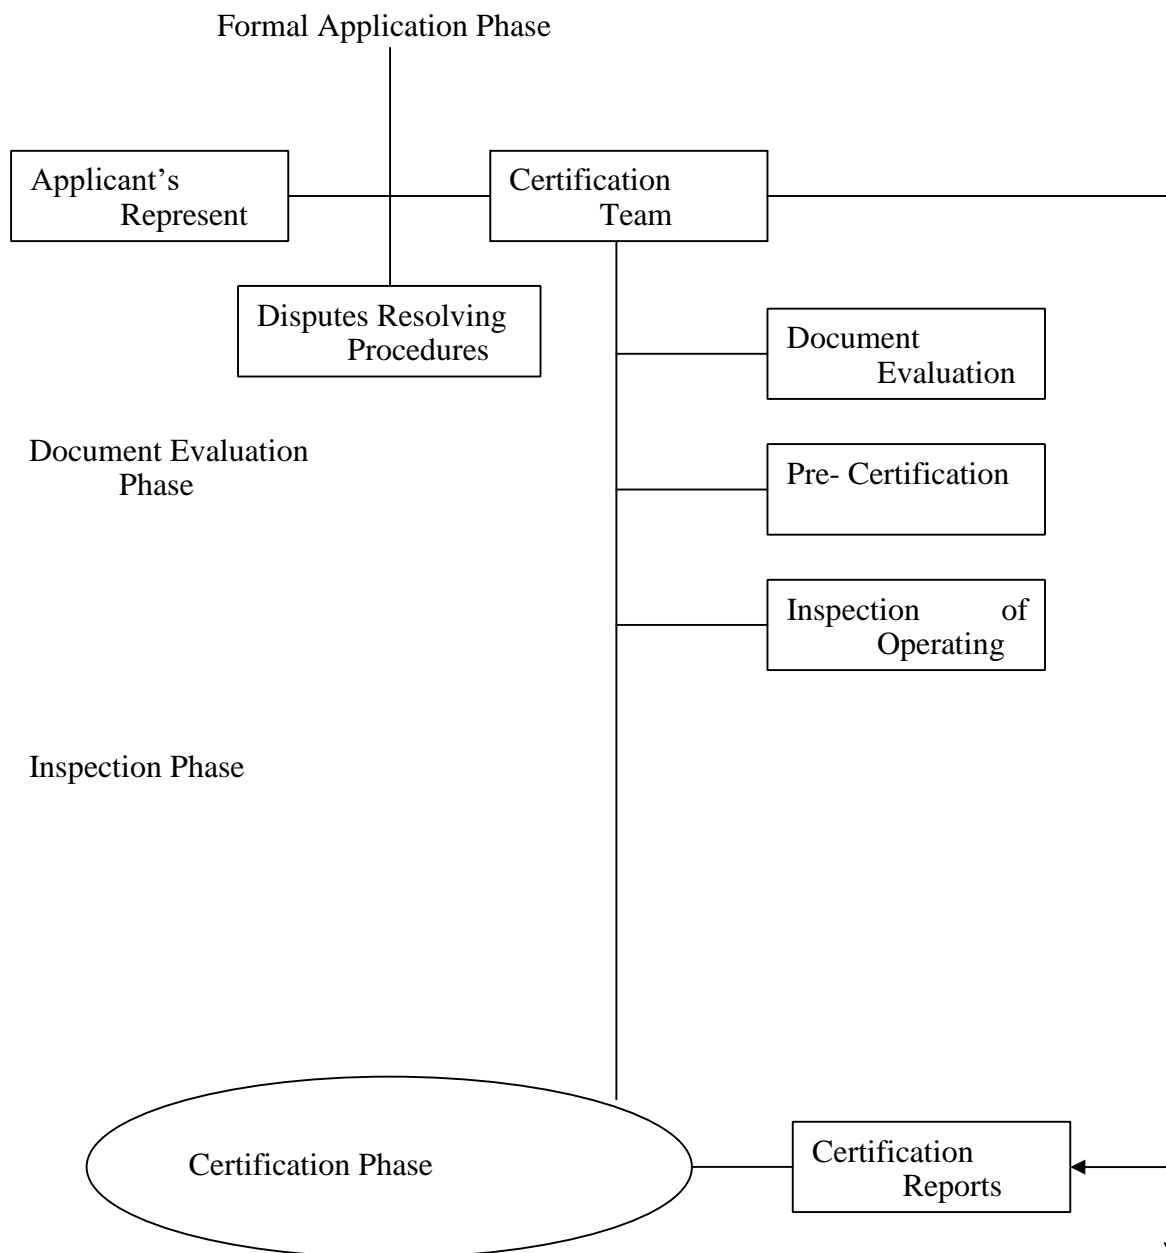 Formal Application Phase
Applicant’s
Represent
Certification
Team
Disputes Resolving
Procedures
Document
Evaluation
Document Evaluation
Phase
Pre- Certification
Inspection of
Operating
Inspection Phase
Certification Phase
Certification
Reports